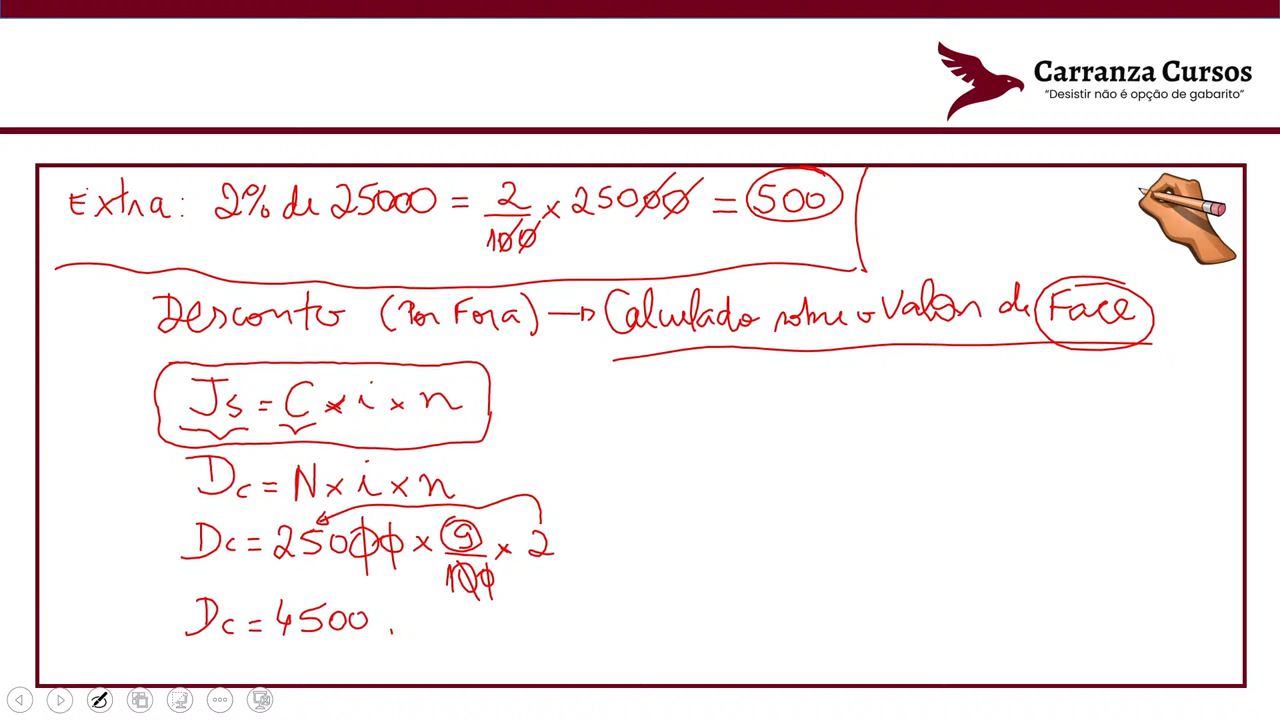 Carranza Cursos
“Desistir não é opção de gabarito”
Extra: 2% de 25000 = 2/100 × 25000 = 500
Desconto (Por Fora) → Calculado sobre o Valor de Face
Js = C × i × n
Dc = N × i × n
Dc = 25000 × 9/100 × 2
Dc = 4500